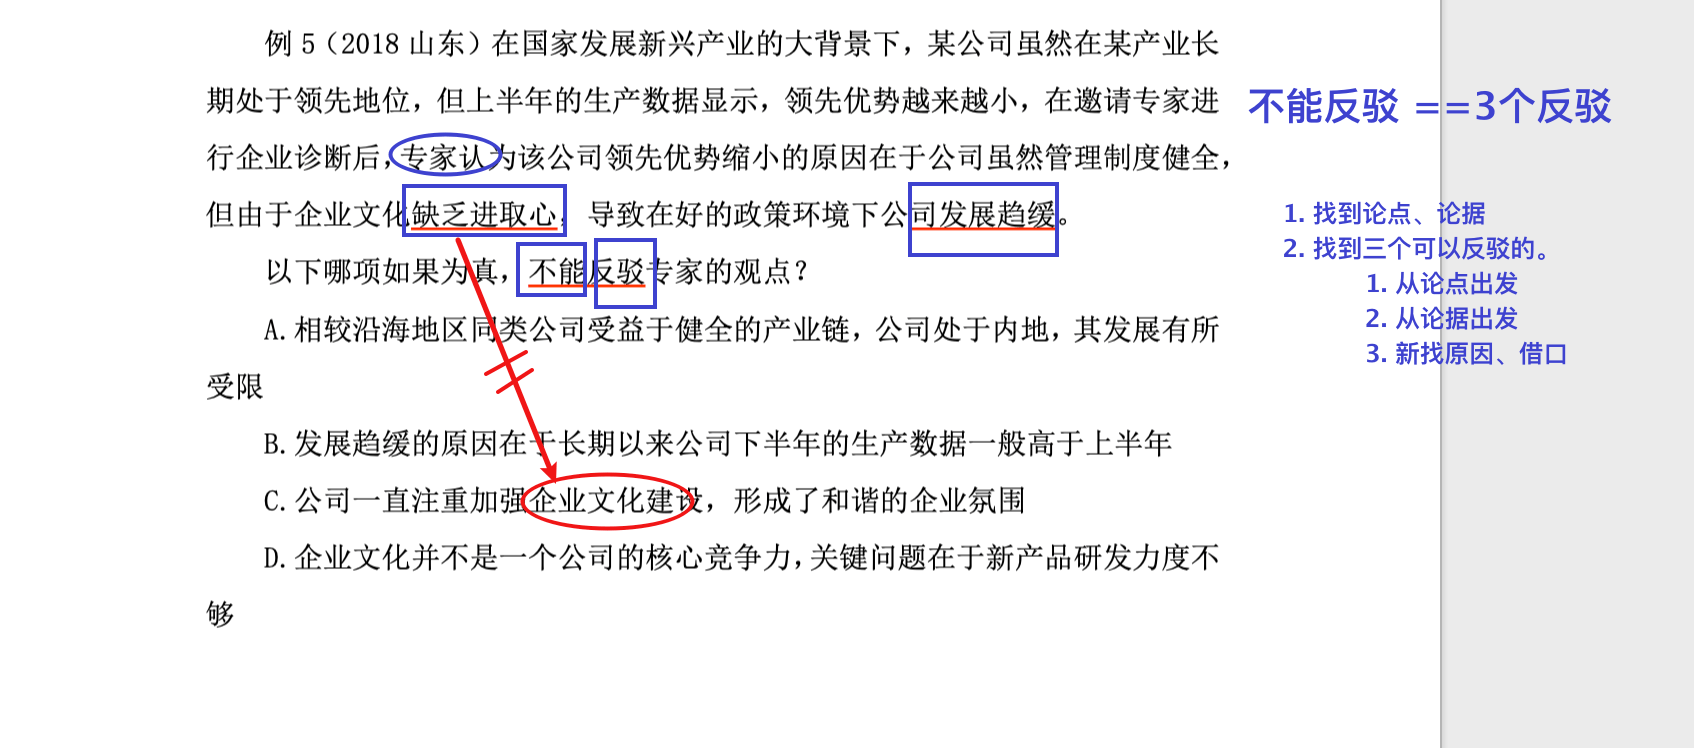 例 5（2018 山东）在国家发展新兴产业的大背景下，某公司虽然在某产业长
期处于领先地位，但上半年的生产数据显示，领先优势越来越小，在邀请专家进
行企业诊断后，专家认为该公司领先优势缩小的原因在于公司虽然管理制度健全，
但由于企业文化缺乏进取心，导致在好的政策环境下公司发展趋缓。
以下哪项如果为真，不能反驳专家的观点？
A. 相较沿海地区同类公司受益于健全的产业链，公司处于内地，其发展有所
受限
B. 发展趋缓的原因在于长期以来公司下半年的生产数据一般高于上半年
C. 公司一直注重加强企业文化建设，形成了和谐的企业氛围
D. 企业文化并不是一个公司的核心竞争力，关键问题在于新产品研发力度不
够
不能反驳 ==3个反驳
1. 找到论点、论据
2. 找到三个可以反驳的。
1. 从论点出发
2. 从论据出发
3. 新找原因、借口